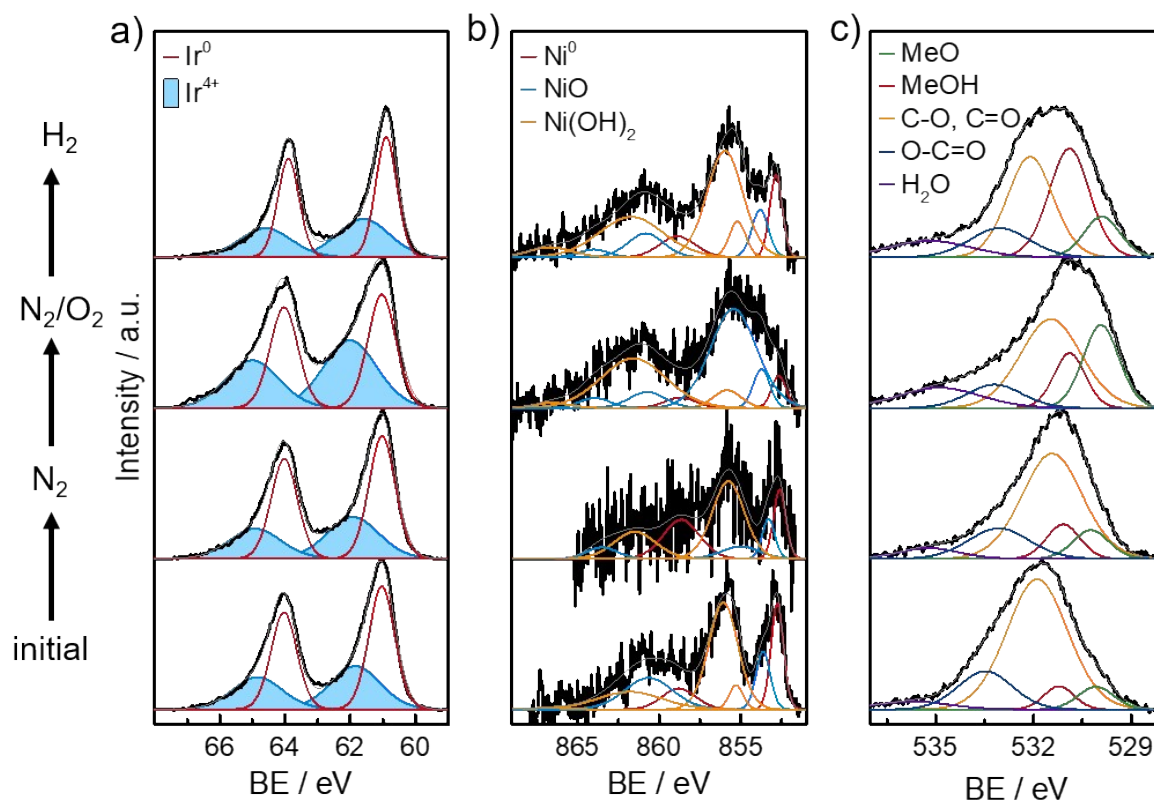 a)
Ir⁰
Ir⁴⁺
b)
Ni⁰
NiO
Ni(OH)₂
c)
MeO
MeOH
C-O, C=O
O-C=O
H₂O
H₂
N₂/O₂
N₂
initial
Intensity / a.u.
66 64 62 60
865 860 855
535 532 529
BE / eV
BE / eV
BE / eV